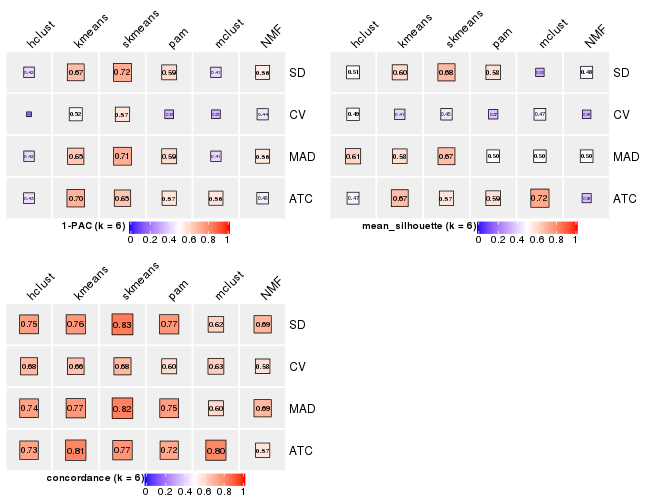 hclust kmeans skmeans pam mclust NMF
0.67 0.72 0.59 0.56 SD
0.52 0.57 0.44 CV
0.65 0.71 0.59 0.41 0.56 MAD
0.70 0.65 0.57 0.56 ATC
1-PAC (k = 6)
0 0.2 0.4 0.6 0.8 1
hclust kmeans skmeans pam mclust NMF
0.51 0.60 0.68 0.58 0.48 SD
0.49 0.41 0.45 0.47 CV
0.61 0.58 0.67 0.50 0.50 0.50 MAD
0.47 0.67 0.57 0.59 0.72 ATC
mean_silhouette (k = 6)
0 0.2 0.4 0.6 0.8 1
hclust kmeans skmeans pam mclust NMF
0.75 0.76 0.83 0.77 0.62 0.69 SD
0.68 0.66 0.68 0.60 0.63 0.58 CV
0.74 0.77 0.82 0.75 0.60 0.69 MAD
0.73 0.81 0.77 0.72 0.80 0.57 ATC
concordance (k = 6)
0 0.2 0.4 0.6 0.8 1